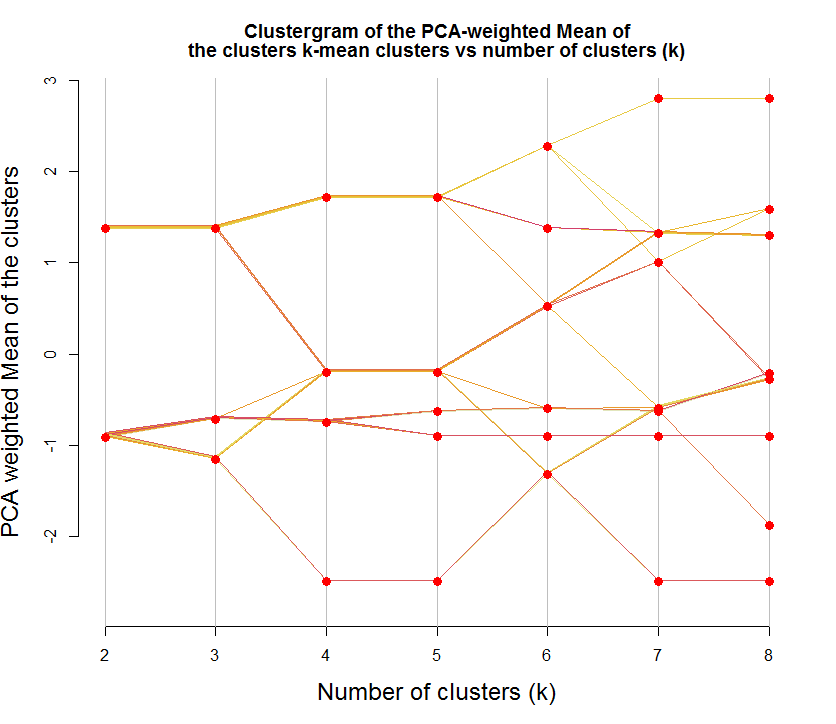 Clustergram of the PCA-weighted Mean of
the clusters k-mean clusters vs number of clusters (k)
PCA weighted Mean of the clusters
3
2
1
0
-1
-2
2 3 4 5 6 7 8
Number of clusters (k)